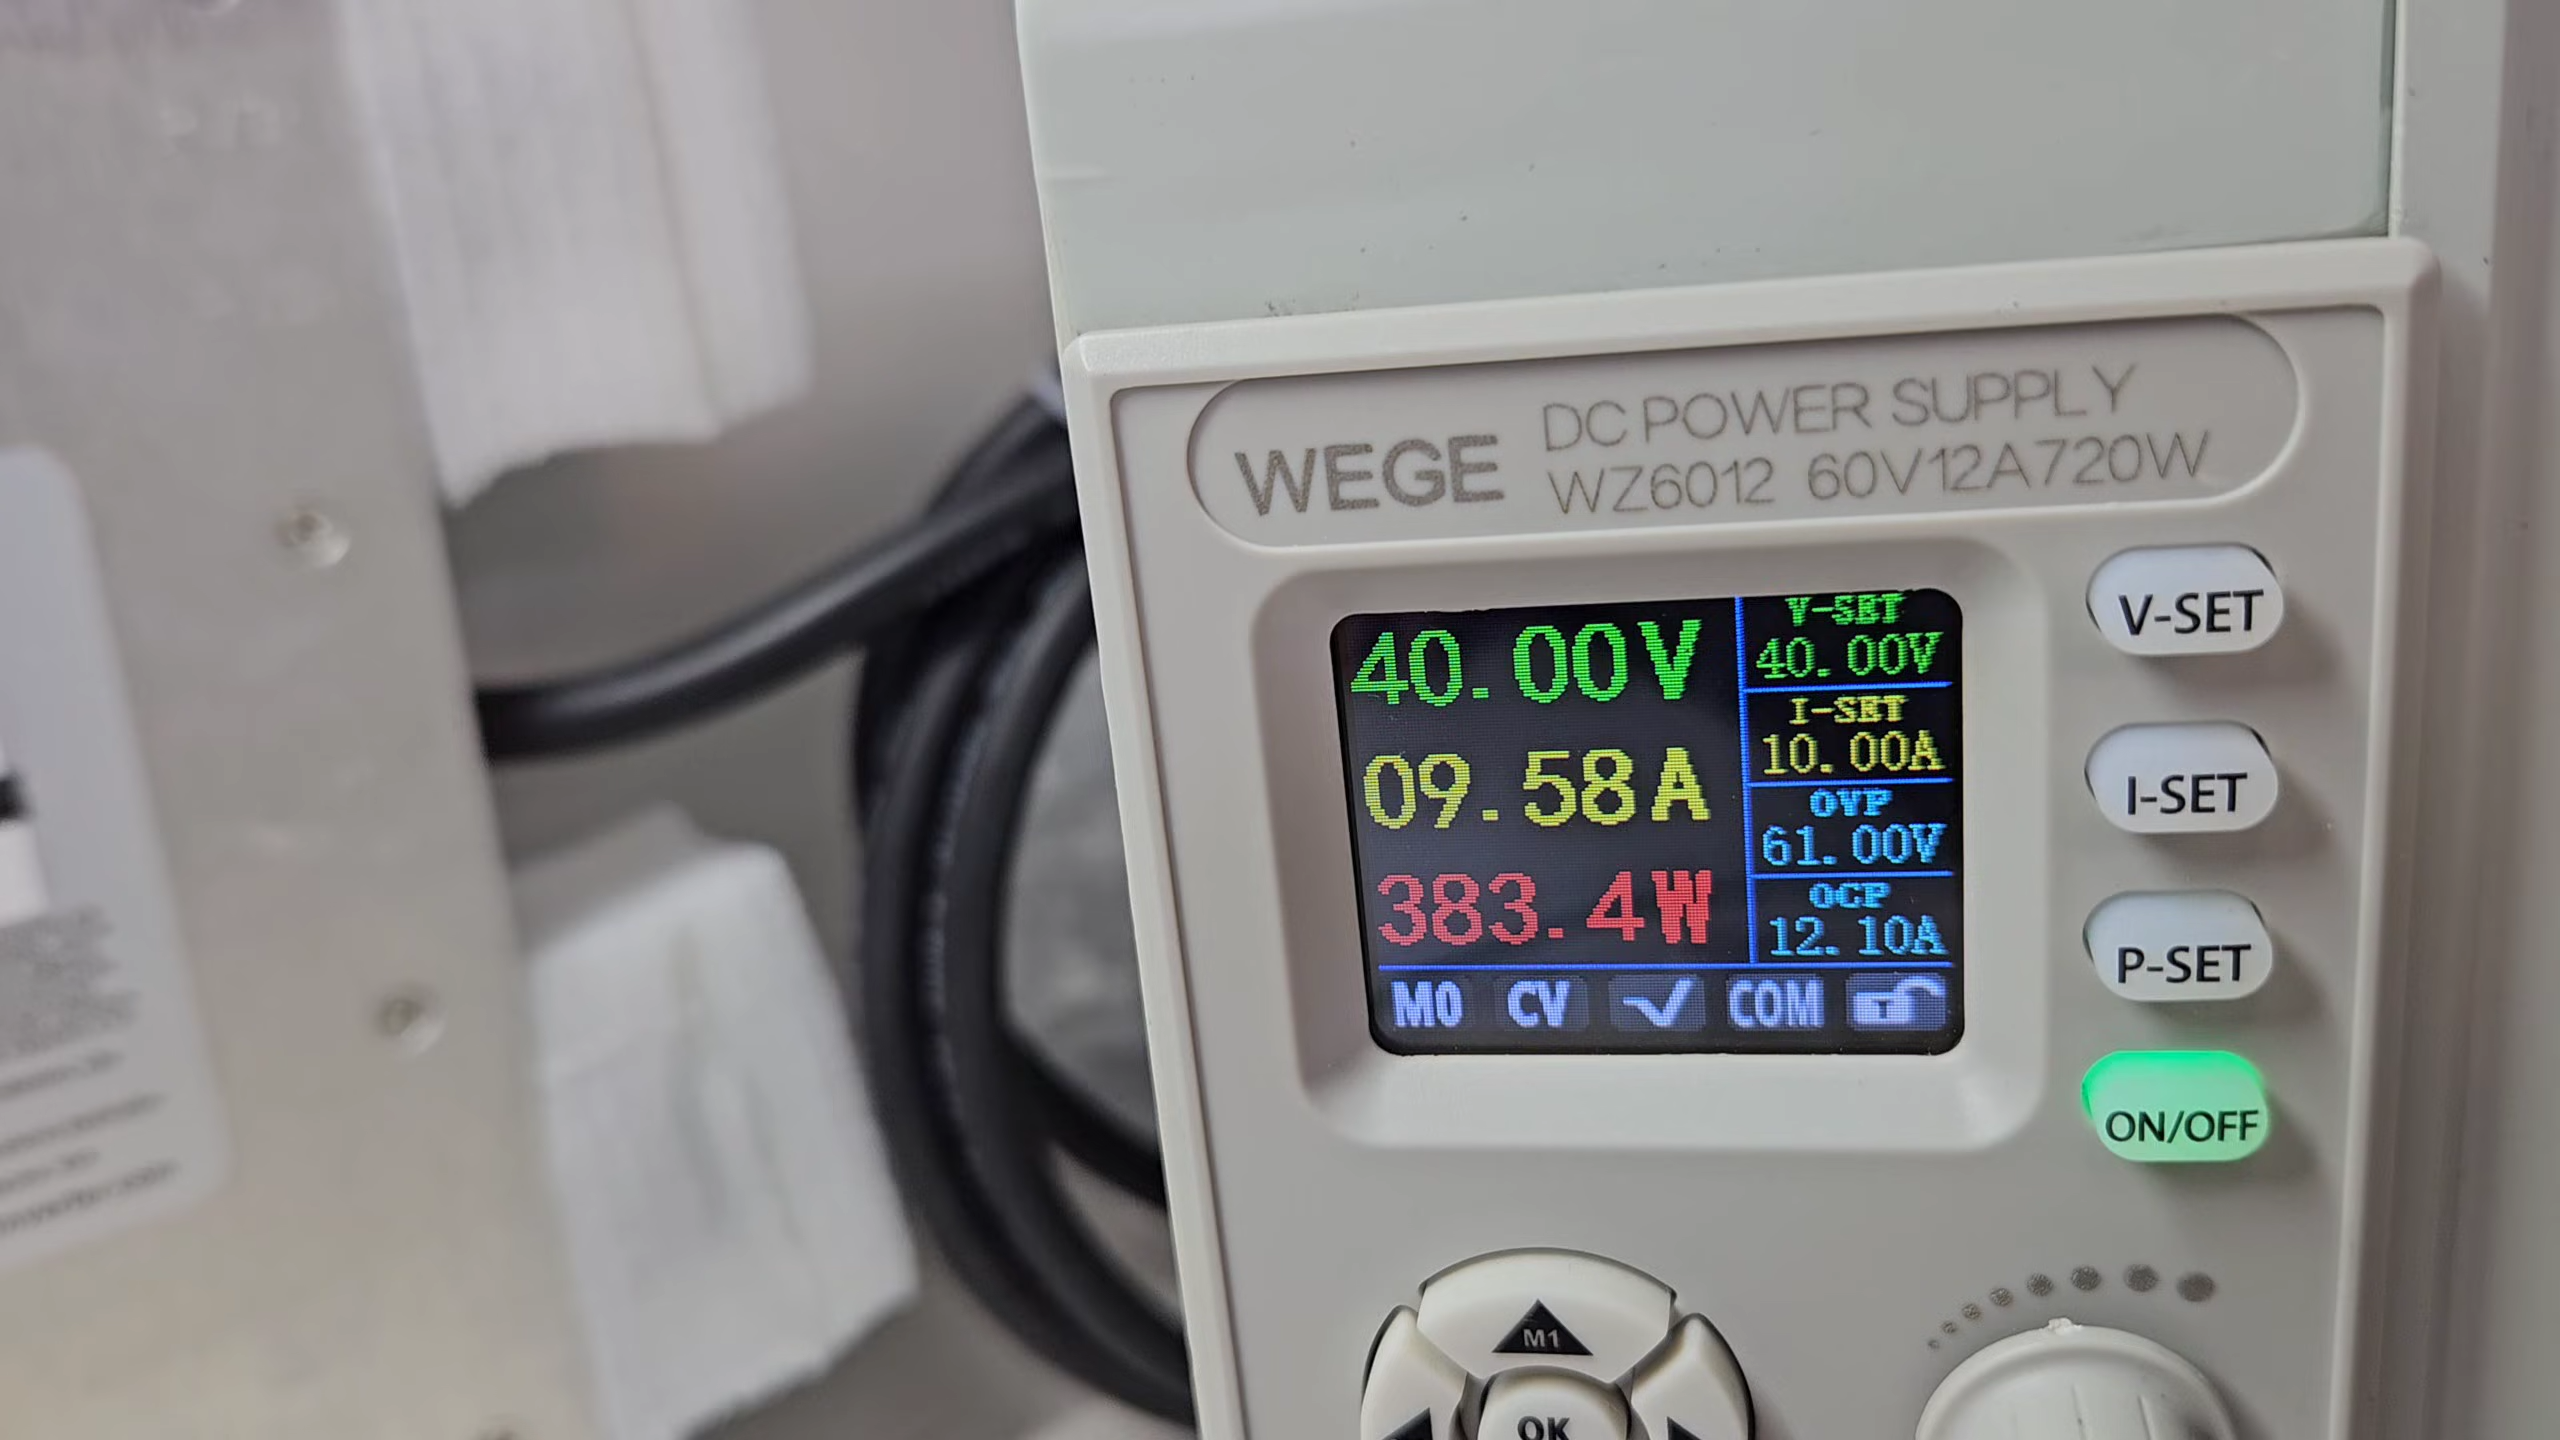 WEGE
DC POWER SUPPLY
WZ6012 60V12A720W
40.00V
09.58A
383.4W
V-SET
40.00V
I-SET
10.00A
OVP
61.00V
OCP
12.10A
M0 CV COM
V-SET
I-SET
P-SET
ON/OFF
M1
OK